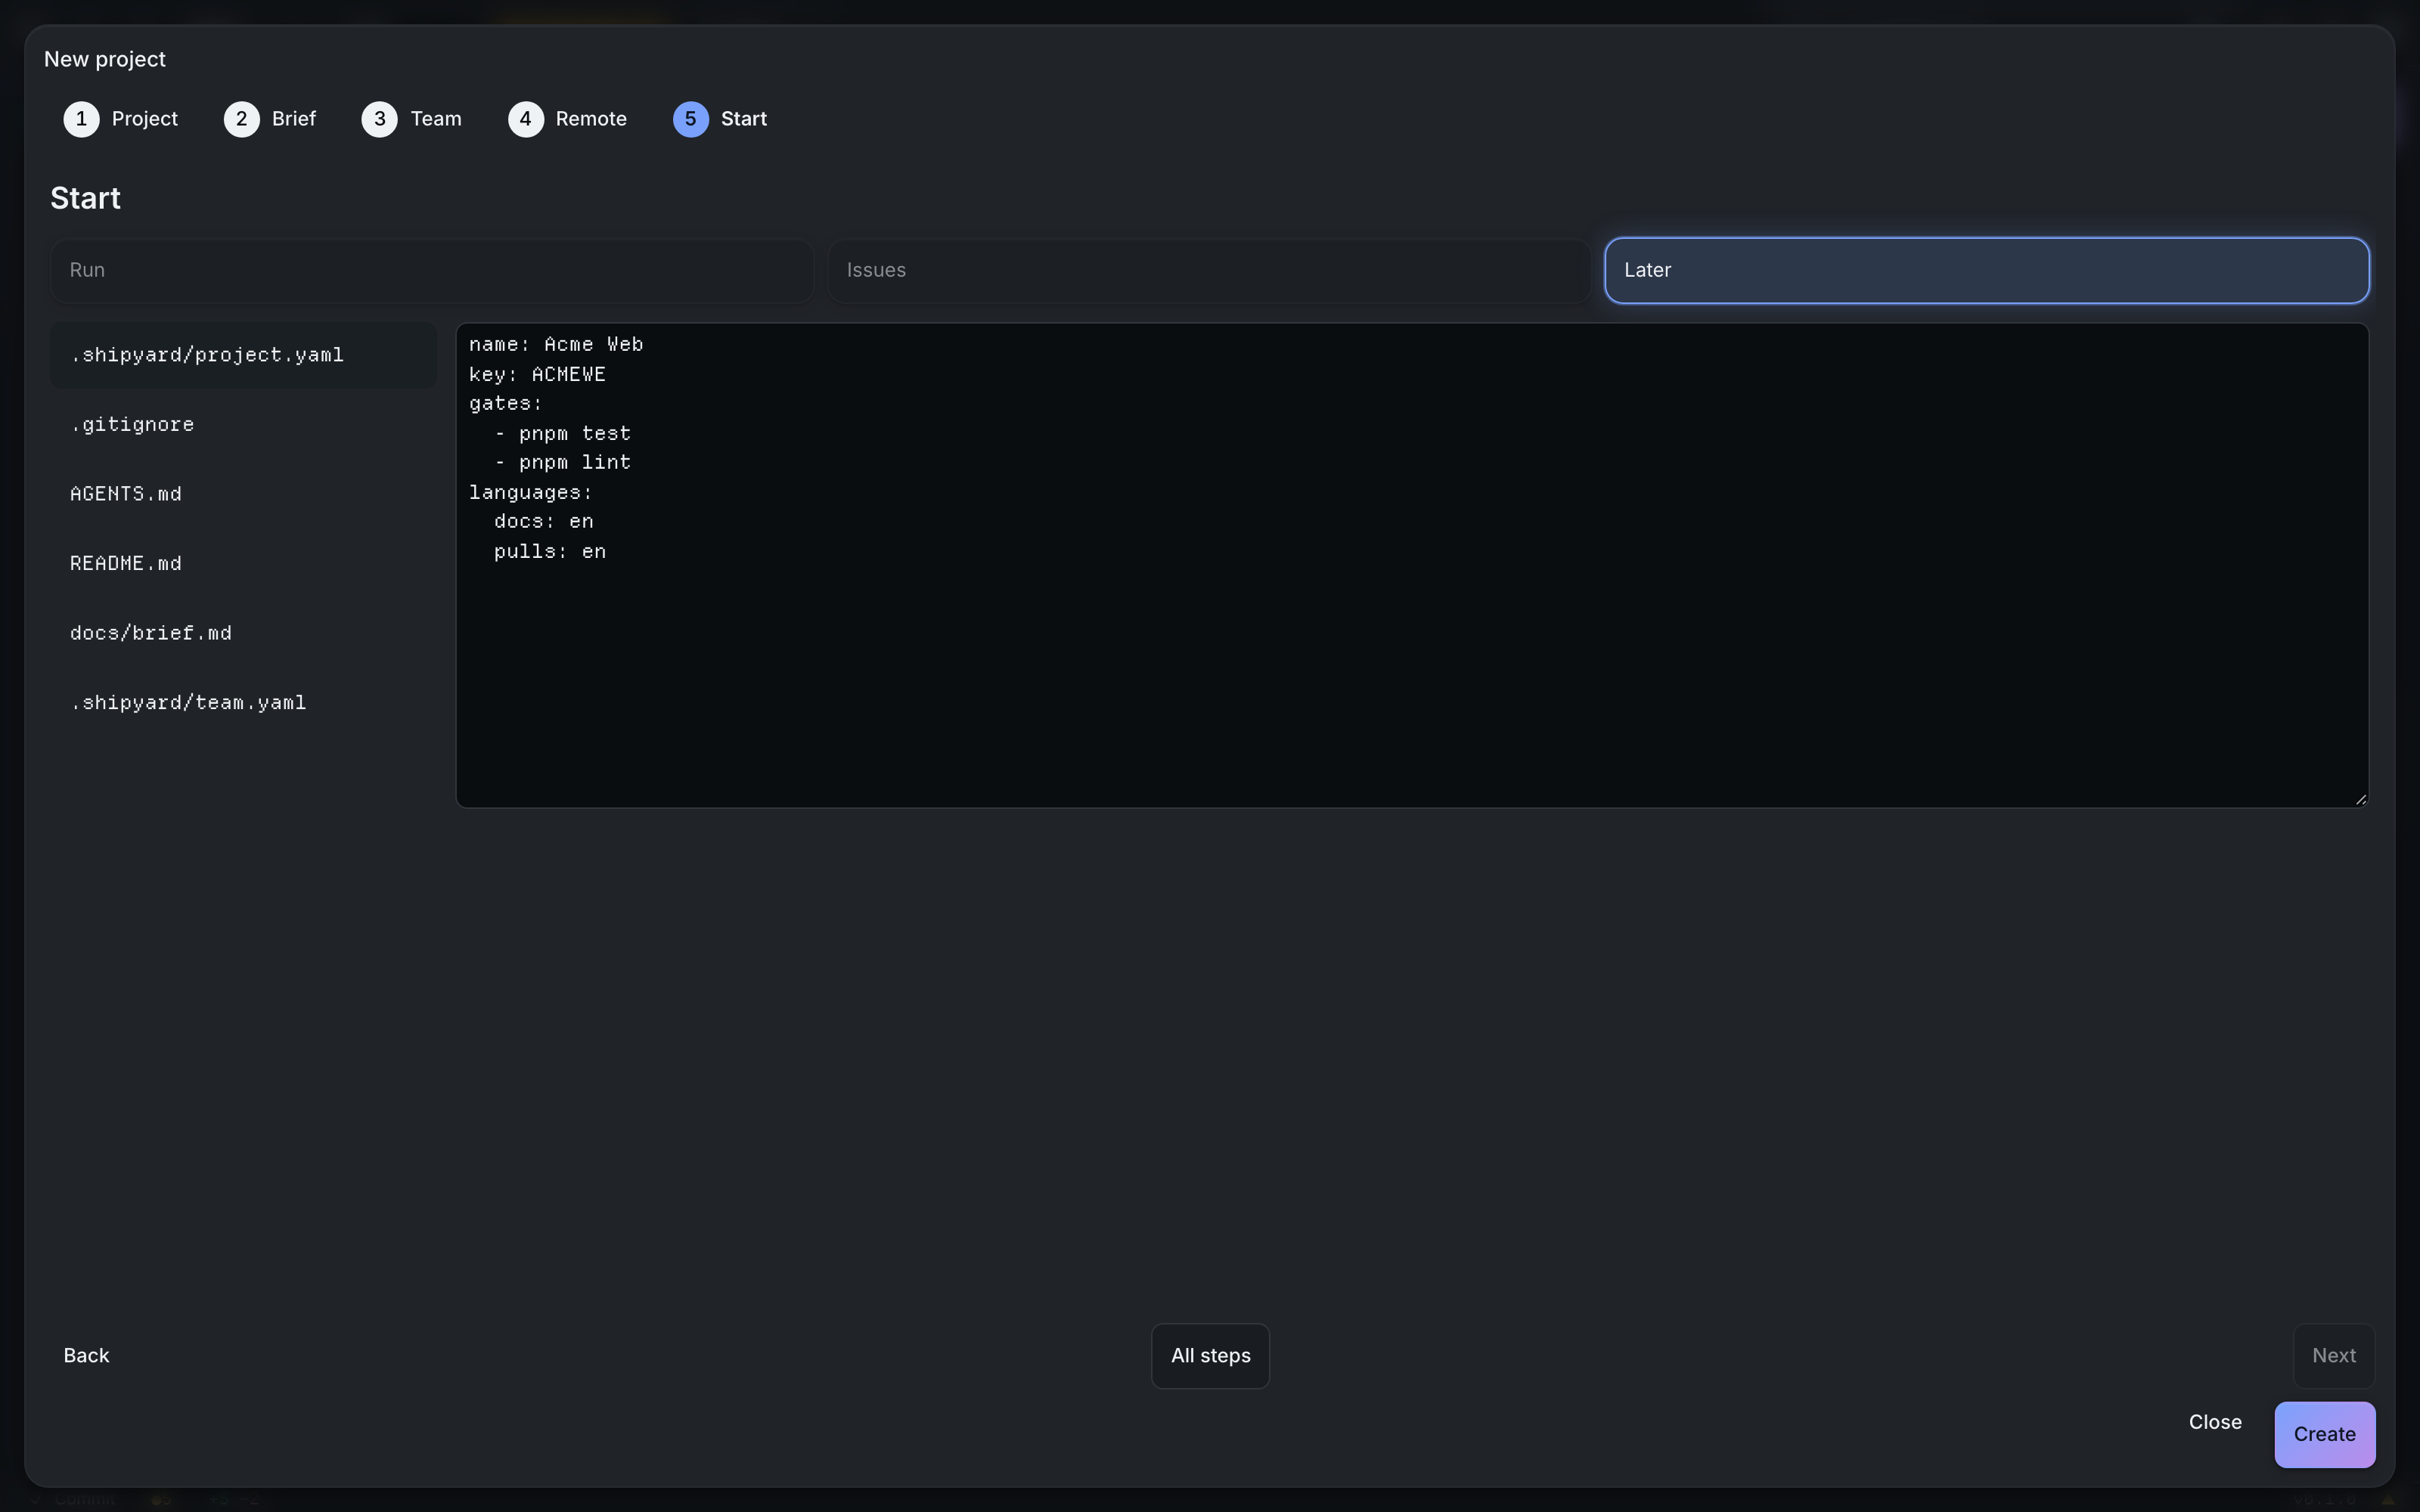 New project
1 Project 2 Brief 3 Team 4 Remote 5 Start
Start
Run Issues Later
.shipyard/project.yaml
.gitignore
AGENTS.md
README.md
docs/brief.md
.shipyard/team.yaml
name: Acme Web
key: ACMEWE
gates:
  - pnpm test
  - pnpm lint
languages:
  docs: en
  pulls: en
Back All steps Next
Close Create
Commit